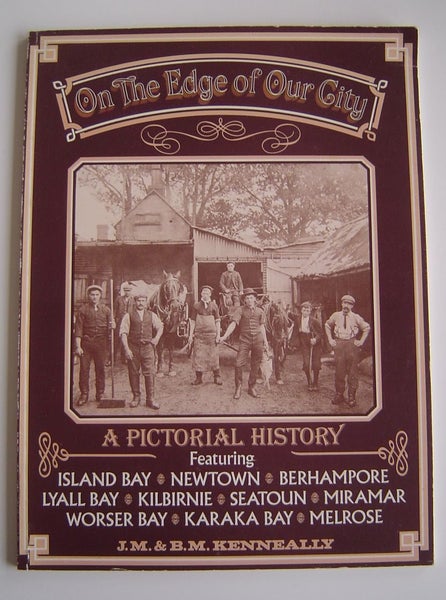 On The Edge of Our City
A PICTORIAL HISTORY
Featuring
ISLAND BAY NEWTOWN BERHAMPORE
LYALL BAY KILBIRNIE SEATOUN MIRAMAR
WORSER BAY KARAKA BAY MELROSE
J.M. & B.M. KENNEALLY